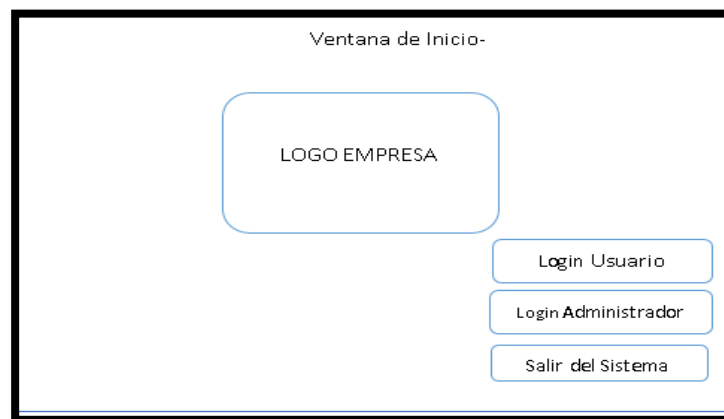 Ventana de Inicio-
LOGO EMPRESA
Login Usuario
Login Administrador
Salir del Sistema